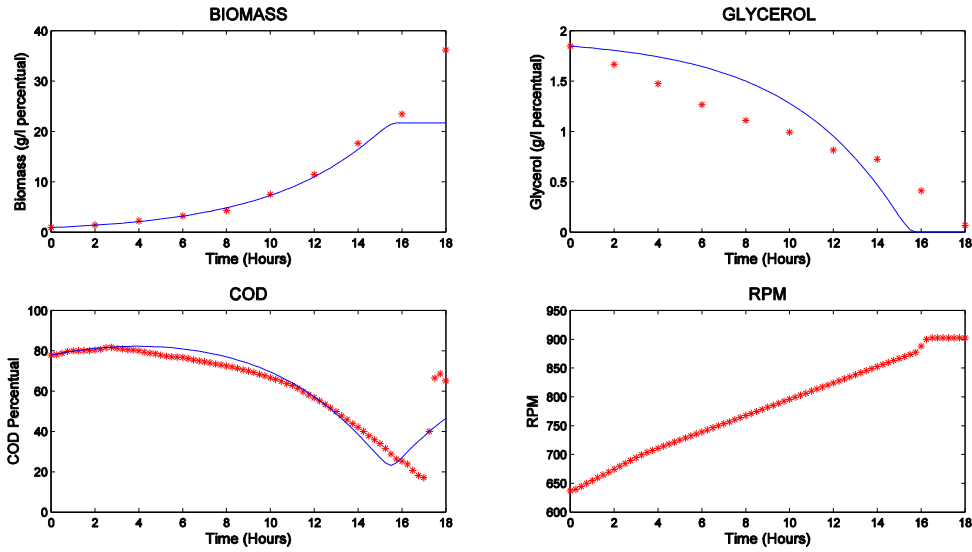 BIOMASS
Biomass (g/l percentual)
40
30
20
10
0
0 2 4 6 8 10 12 14 16 18
Time (Hours)
GLYCEROL
Glycerol (g/l percentual)
2
1.5
1
0.5
0
0 2 4 6 8 10 12 14 16 18
Time (Hours)
COD
COD Percentual
100
80
60
40
20
0
0 2 4 6 8 10 12 14 16 18
Time (Hours)
RPM
RPM
950
900
850
800
750
700
650
600
0 2 4 6 8 10 12 14 16 18
Time (Hours)